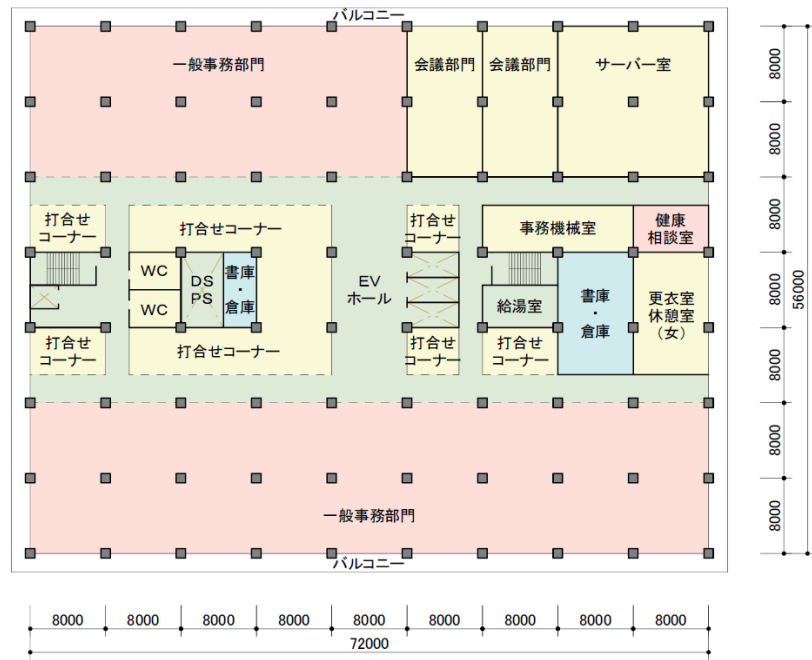 バルコニー
一般事務部門
会議部門
会議部門
サーバー室
8000
8000
8000
8000
8000
8000
8000
56000
打合せ
コーナー
打合せコーナー
打合せ
コーナー
事務機械室
健康
相談室
WC
WC
DS
PS
書庫
・
倉庫
EV
ホール
給湯室
書庫
・
倉庫
更衣室
休憩室
(女)
打合せ
コーナー
打合せコーナー
打合せ
コーナー
打合せ
コーナー
一般事務部門
バルコニー
8000
8000
8000
8000
8000
8000
8000
8000
8000
72000